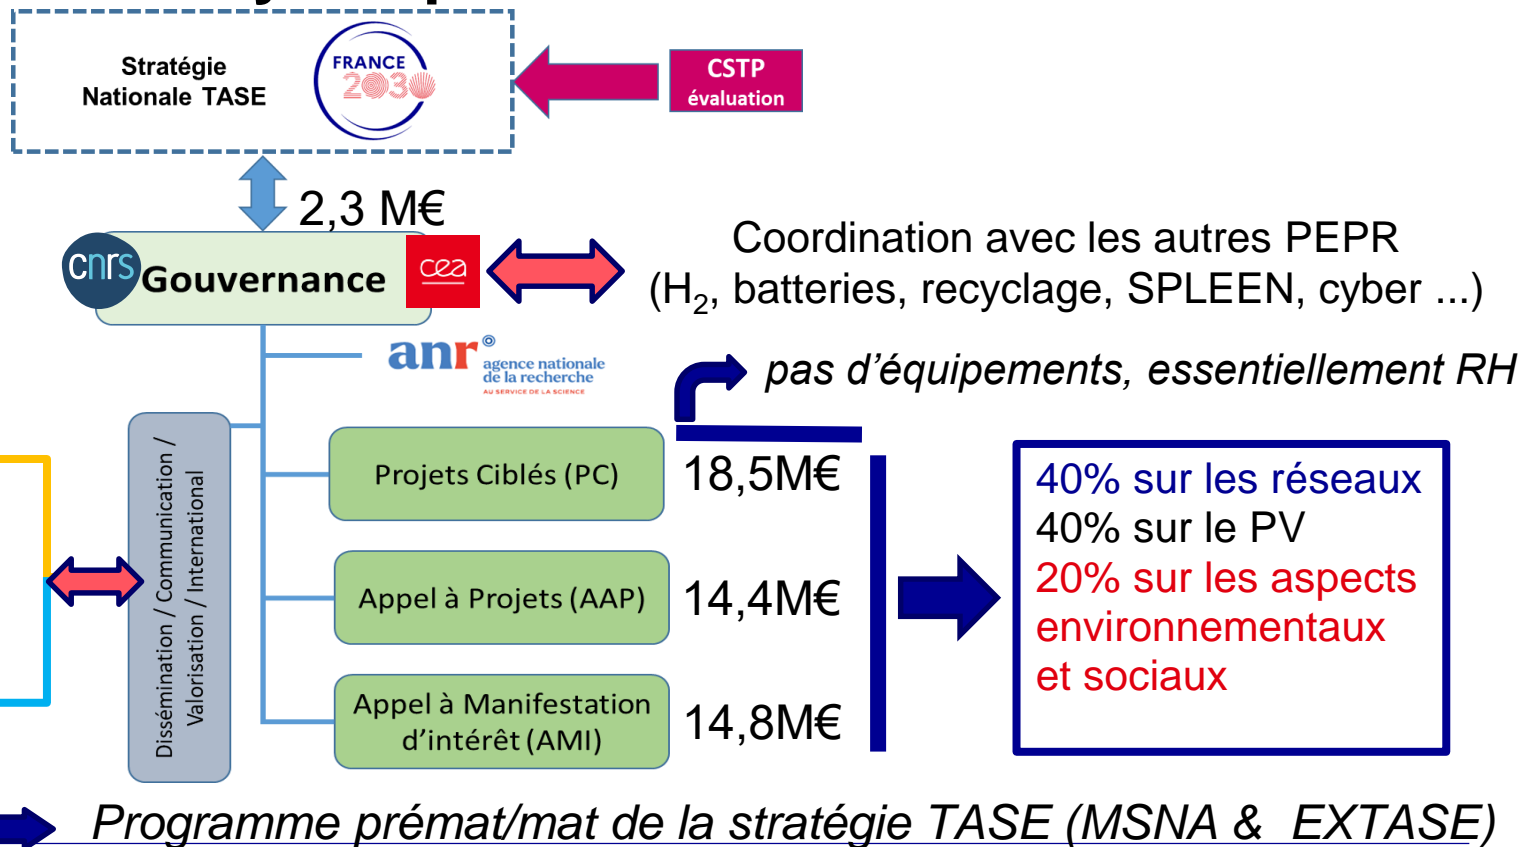 Stratégie
Nationale TASE
FRANCE
2030
CSTP
évaluation
2,3 M€
cnrs
Gouvernance
cea
Coordination avec les autres PEPR
(H₂, batteries, recyclage, SPLEEN, cyber ...)
anr
agence nationale
de la recherche
AU SERVICE DE LA SCIENCE
pas d’équipements, essentiellement RH
Dissémination / Communication /
Valorisation / International
Projets Ciblés (PC)
18,5M€
Appel à Projets (AAP)
14,4M€
Appel à Manifestation
d’intérêt (AMI)
14,8M€
40% sur les réseaux
40% sur le PV
20% sur les aspects
environnementaux
et sociaux
Programme prémat/mat de la stratégie TASE (MSNA & EXTASE)